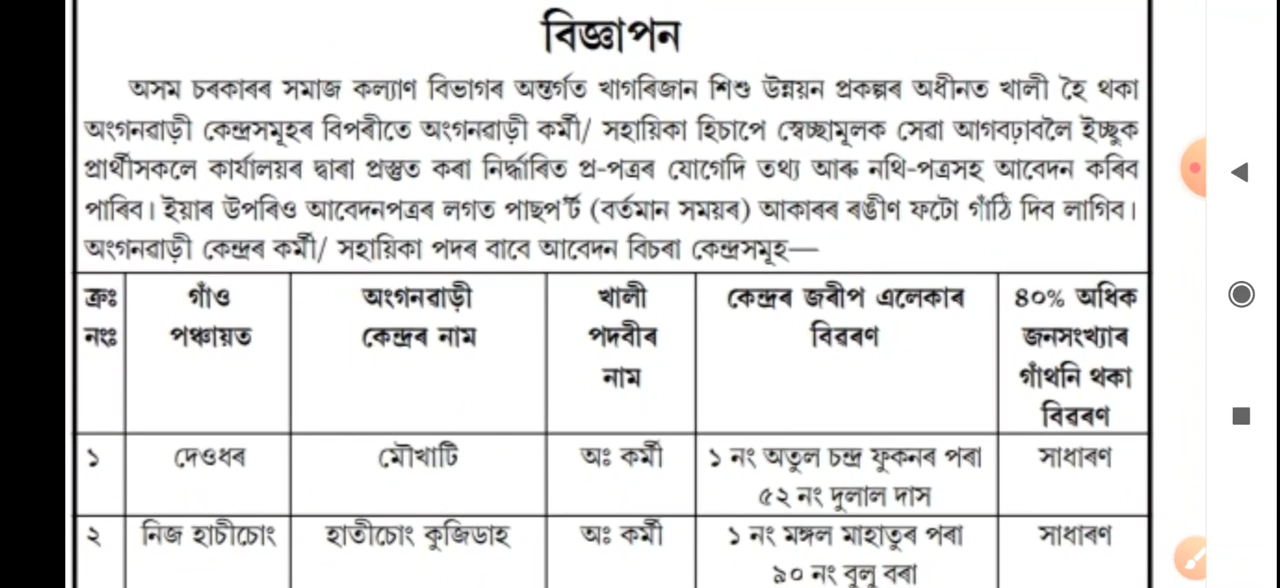 বিজ্ঞাপন
অসম চৰকাৰৰ সমাজ কল্যাণ বিভাগৰ অন্তৰ্গত খাগৰিজান শিশু উন্নয়ন প্ৰকল্পৰ অধীনত খালী হৈ থকা
অংগনৱাড়ী কেন্দ্ৰসমূহৰ বিপৰীতে অংগনৱাড়ী কৰ্মী/ সহায়িকা হিচাপে স্বেচ্ছামূলক সেৱা আগবঢ়াবলৈ ইচ্ছুক
প্ৰাৰ্থীসকলে কাৰ্যালয়ৰ দ্বাৰা প্ৰস্তুত কৰা নিৰ্দ্ধাৰিত প্ৰ-পত্ৰৰ যোগেদি তথ্য আৰু নথি-পত্ৰসহ আবেদন কৰিব
পাৰিব। ইয়াৰ উপৰিও আবেদনপত্ৰৰ লগত পাছপ'ৰ্ট (বৰ্তমান সময়ৰ) আকাৰৰ ৰঙীণ ফটো গাঁঠি দিব লাগিব।
অংগনৱাড়ী কেন্দ্ৰৰ কৰ্মী/ সহায়িকা পদৰ বাবে আবেদন বিচৰা কেন্দ্ৰসমূহ—
ক্ৰঃ নংঃ গাঁও পঞ্চায়ত অংগনৱাড়ী কেন্দ্ৰৰ নাম খালী পদবীৰ নাম কেন্দ্ৰৰ জৰীপ এলেকাৰ বিৱৰণ ৪০% অধিক জনসংখ্যাৰ গাঁথনি থকা বিৱৰণ
১ দেওধৰ মৌখাটি অঃ কৰ্মী ১ নং অতুল চন্দ্ৰ ফুকনৰ পৰা সাধাৰণ
৫২ নং দুলাল দাস
২ নিজ হাচীচোং হাতীচোং কুজিডাহ অঃ কৰ্মী ১ নং মঙ্গল মাহাতুৰ পৰা সাধাৰণ
৯০ নং বুলু বৰা